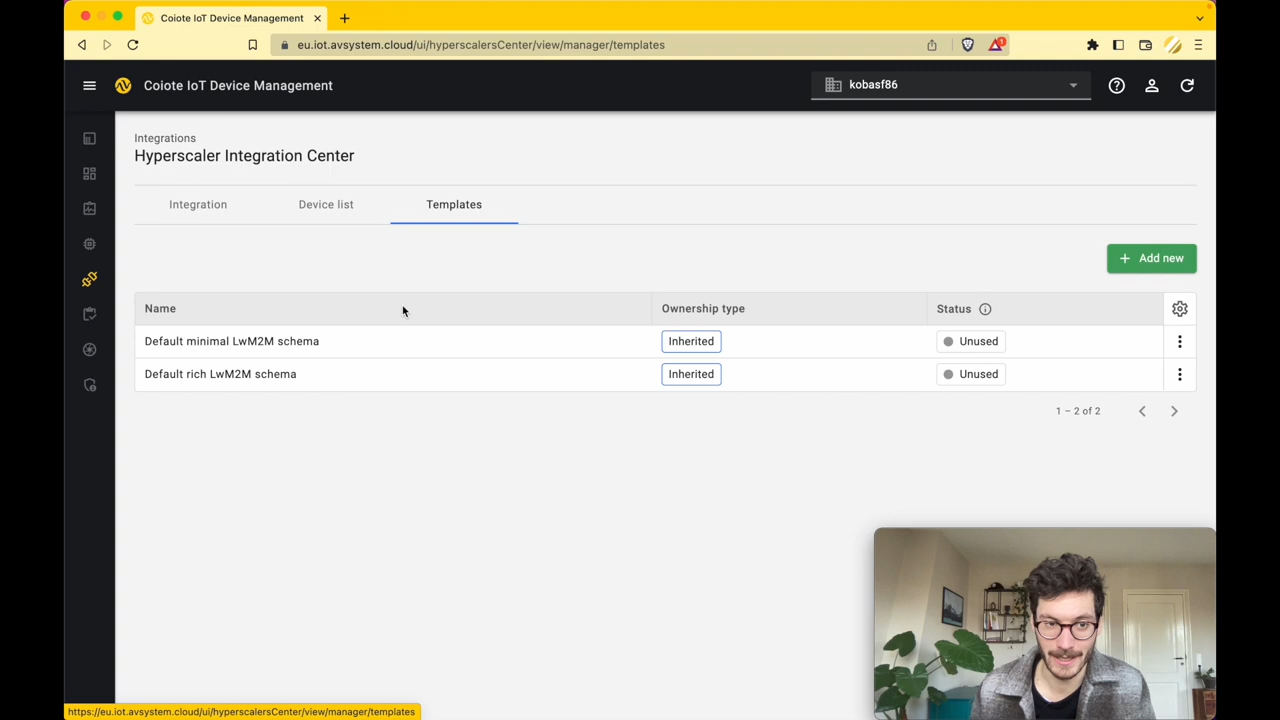 Coiote IoT Device Management
eu.iot.avsystem.cloud/ui/hyperscalersCenter/view/manager/templates
1
Coiote IoT Device Management
kobasf86
Integrations
Hyperscaler Integration Center
Integration Device list Templates
+ Add new
Name Ownership type Status
Default minimal LwM2M schema Inherited Unused
Default rich LwM2M schema Inherited Unused
1 – 2 of 2
https://eu.iot.avsystem.cloud/ui/hyperscalersCenter/view/manager/templates